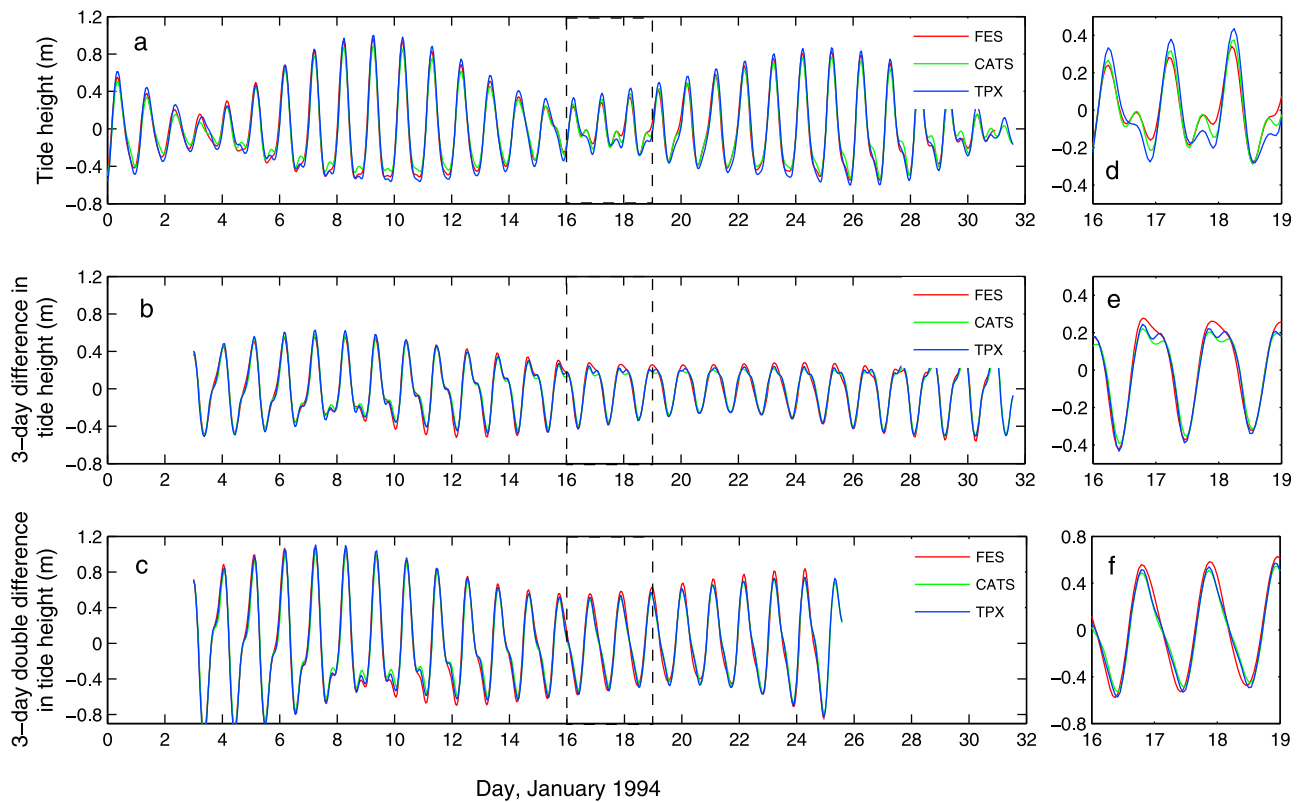 a
FES
CATS
TPX
Tide height (m)
1.2
0.8
0.4
0
−0.4
−0.8
0 2 4 6 8 10 12 14 16 18 20 22 24 26 28 30 32
d
0.4
0.2
0
−0.2
−0.4
16 17 18 19
b
FES
CATS
TPX
3−day difference in
tide height (m)
1.2
0.8
0.4
0
−0.4
−0.8
0 2 4 6 8 10 12 14 16 18 20 22 24 26 28 30 32
e
0.4
0.2
0
−0.2
−0.4
16 17 18 19
c
FES
CATS
TPX
3−day double difference
in tide height (m)
1.2
0.8
0.4
0
−0.4
−0.8
0 2 4 6 8 10 12 14 16 18 20 22 24 26 28 30 32
f
0.8
0.4
0
−0.4
−0.8
16 17 18 19
Day, January 1994